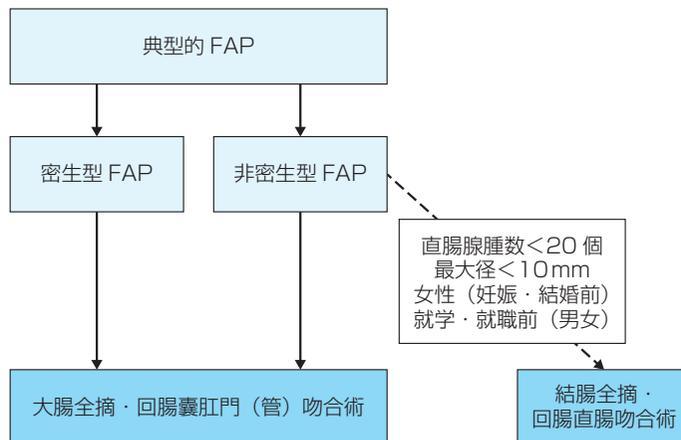 典型的 FAP
密生型 FAP
非密生型 FAP
直腸腺腫数<20 個
最大径<10mm
女性（妊娠・結婚前）
就学・就職前（男女）
大腸全摘・回腸嚢肛門（管）吻合術
結腸全摘・
回腸直腸吻合術